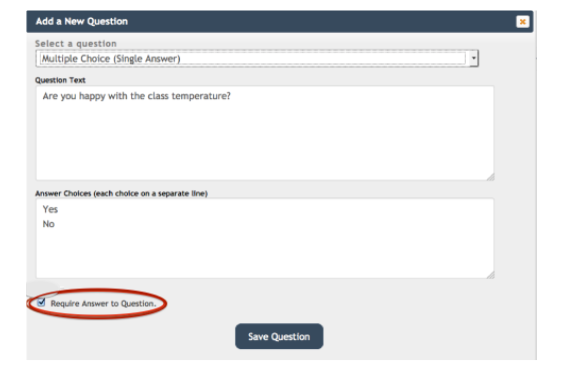 Add a New Question
Select a question
Multiple Choice (Single Answer)
Question Text
Are you happy with the class temperature?
Answer Choices (each choice on a separate line)
Yes
No
Require Answer to Question.
Save Question